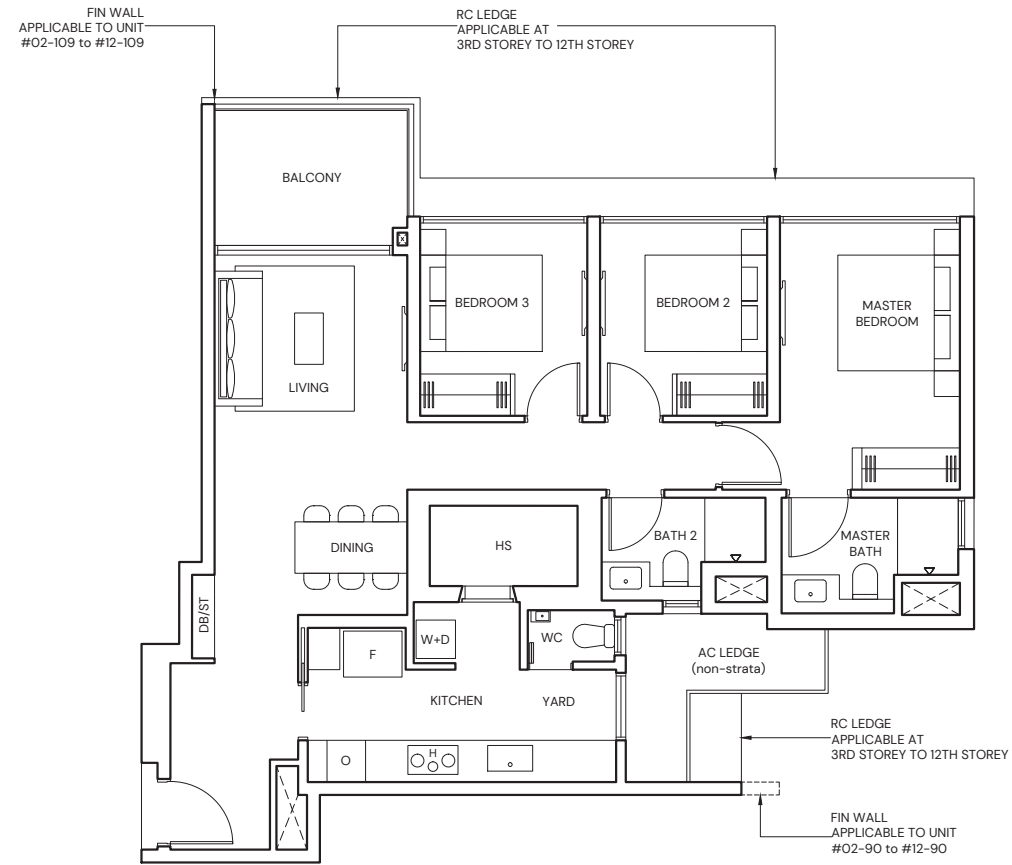 FIN WALL
APPLICABLE TO UNIT
#02-109 to #12-109
RC LEDGE
APPLICABLE AT
3RD STOREY TO 12TH STOREY
BALCONY
BEDROOM 3
BEDROOM 2
MASTER
BEDROOM
LIVING
DINING
HS
BATH 2
MASTER
BATH
DB/ST
W+D
WC
F
AC LEDGE
(non-strata)
KITCHEN
YARD
O
H
RC LEDGE
APPLICABLE AT
3RD STOREY TO 12TH STOREY
FIN WALL
APPLICABLE TO UNIT
#02-90 to #12-90